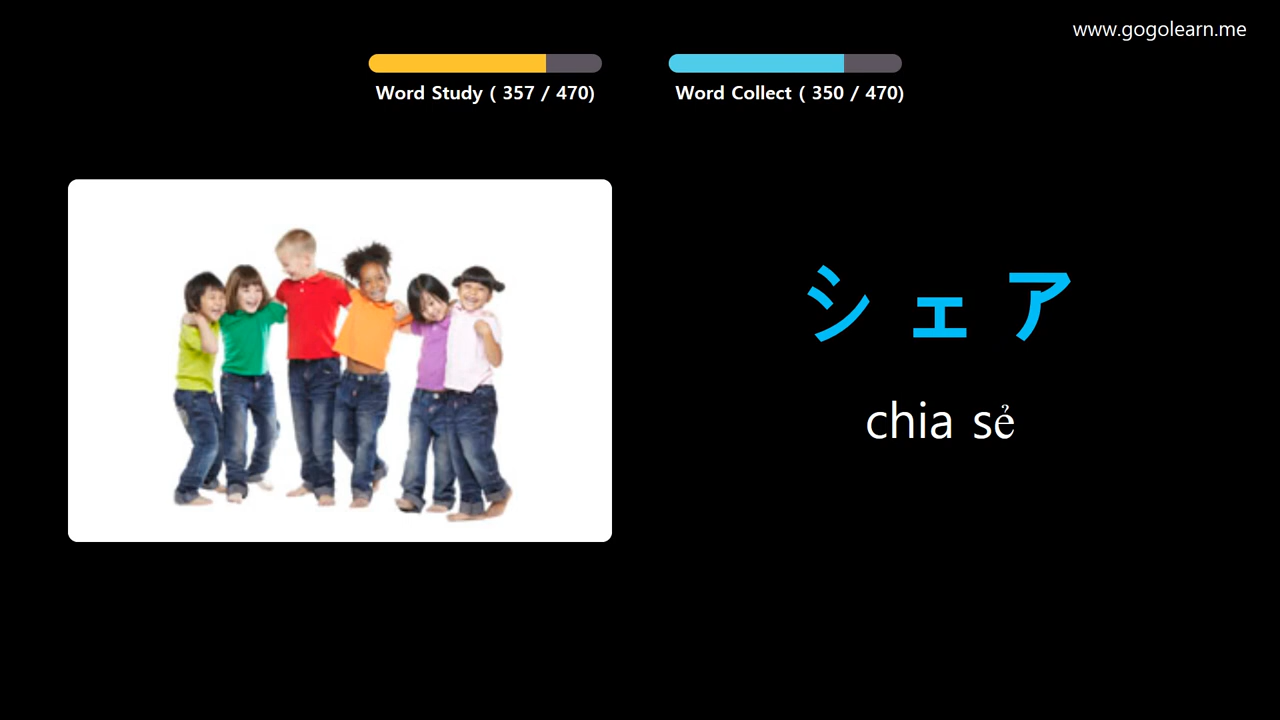 www.gogolearn.me
Word Study ( 357 / 470)
Word Collect ( 350 / 470)
シェア
chia sẻ